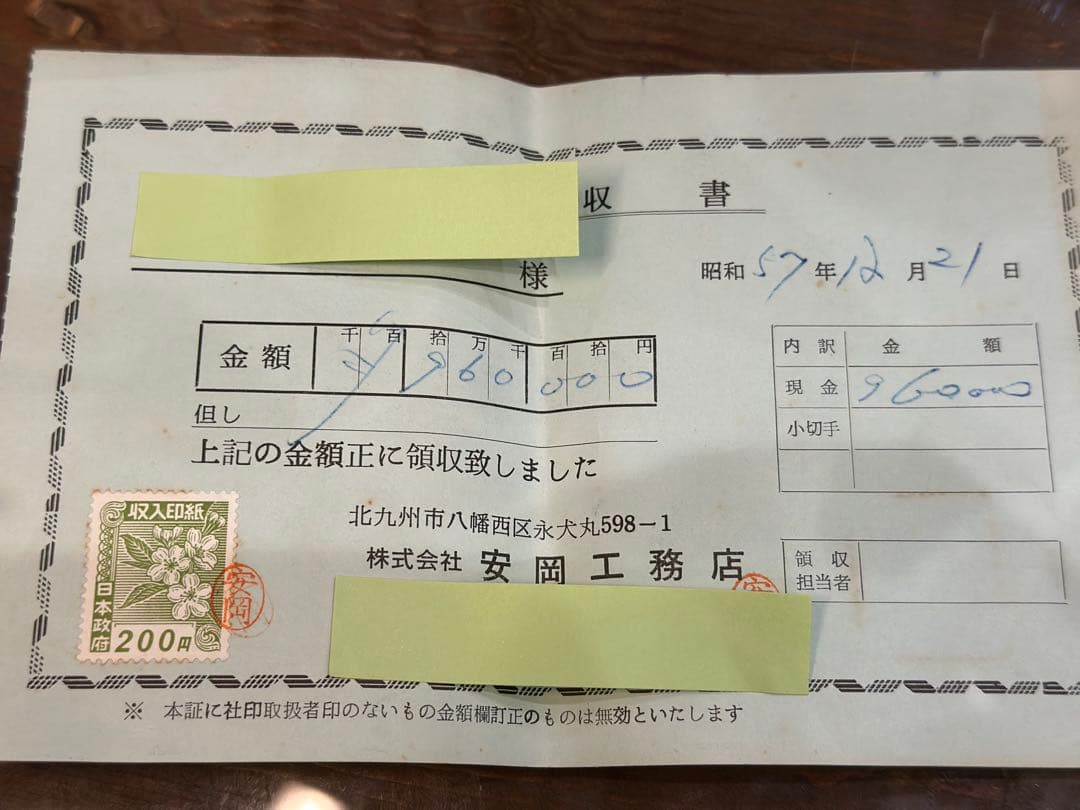 収書
様
昭和57年12月21日
金額 千百拾万千百拾円
¥960000
但し
上記の金額正に領収致しました
内訳 金額
現金 960000
小切手
北九州市八幡西区永犬丸598-1
株式会社 安岡工務店
安岡
領収
担当者
収入印紙
日本政府
200円
安岡
※ 本証に社印取扱者印のないもの金額欄訂正のものは無効といたします